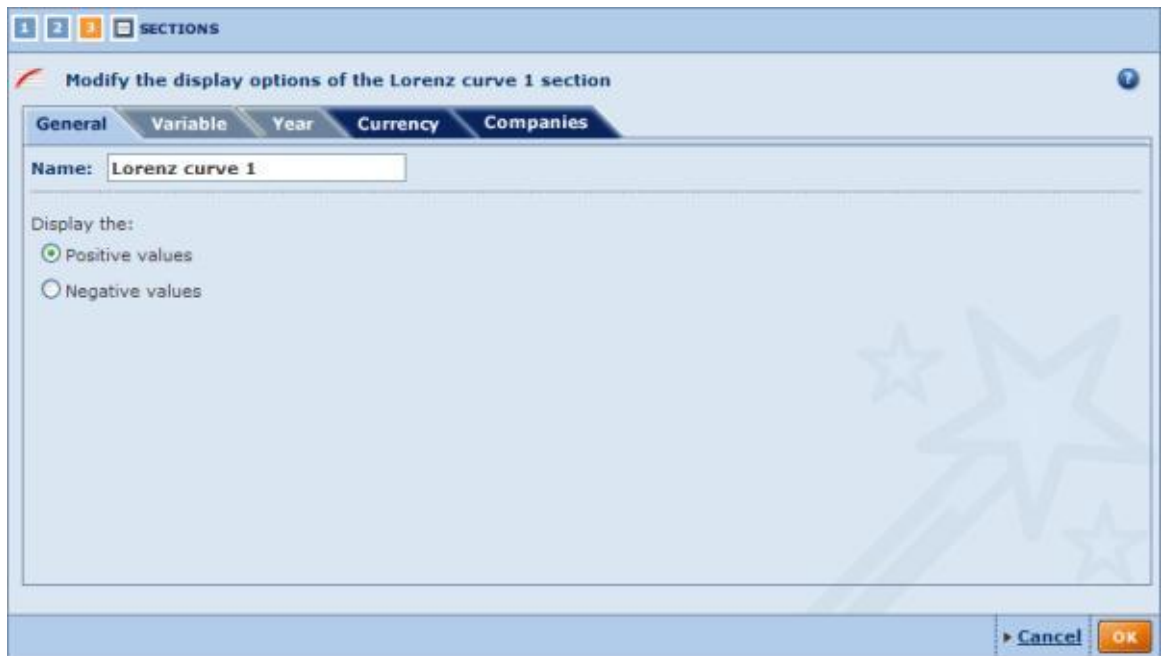 1 2 3 SECTIONS
Modify the display options of the Lorenz curve 1 section ?
General Variable Year Currency Companies
Name: Lorenz curve 1
Display the:
Positive values
Negative values
Cancel OK